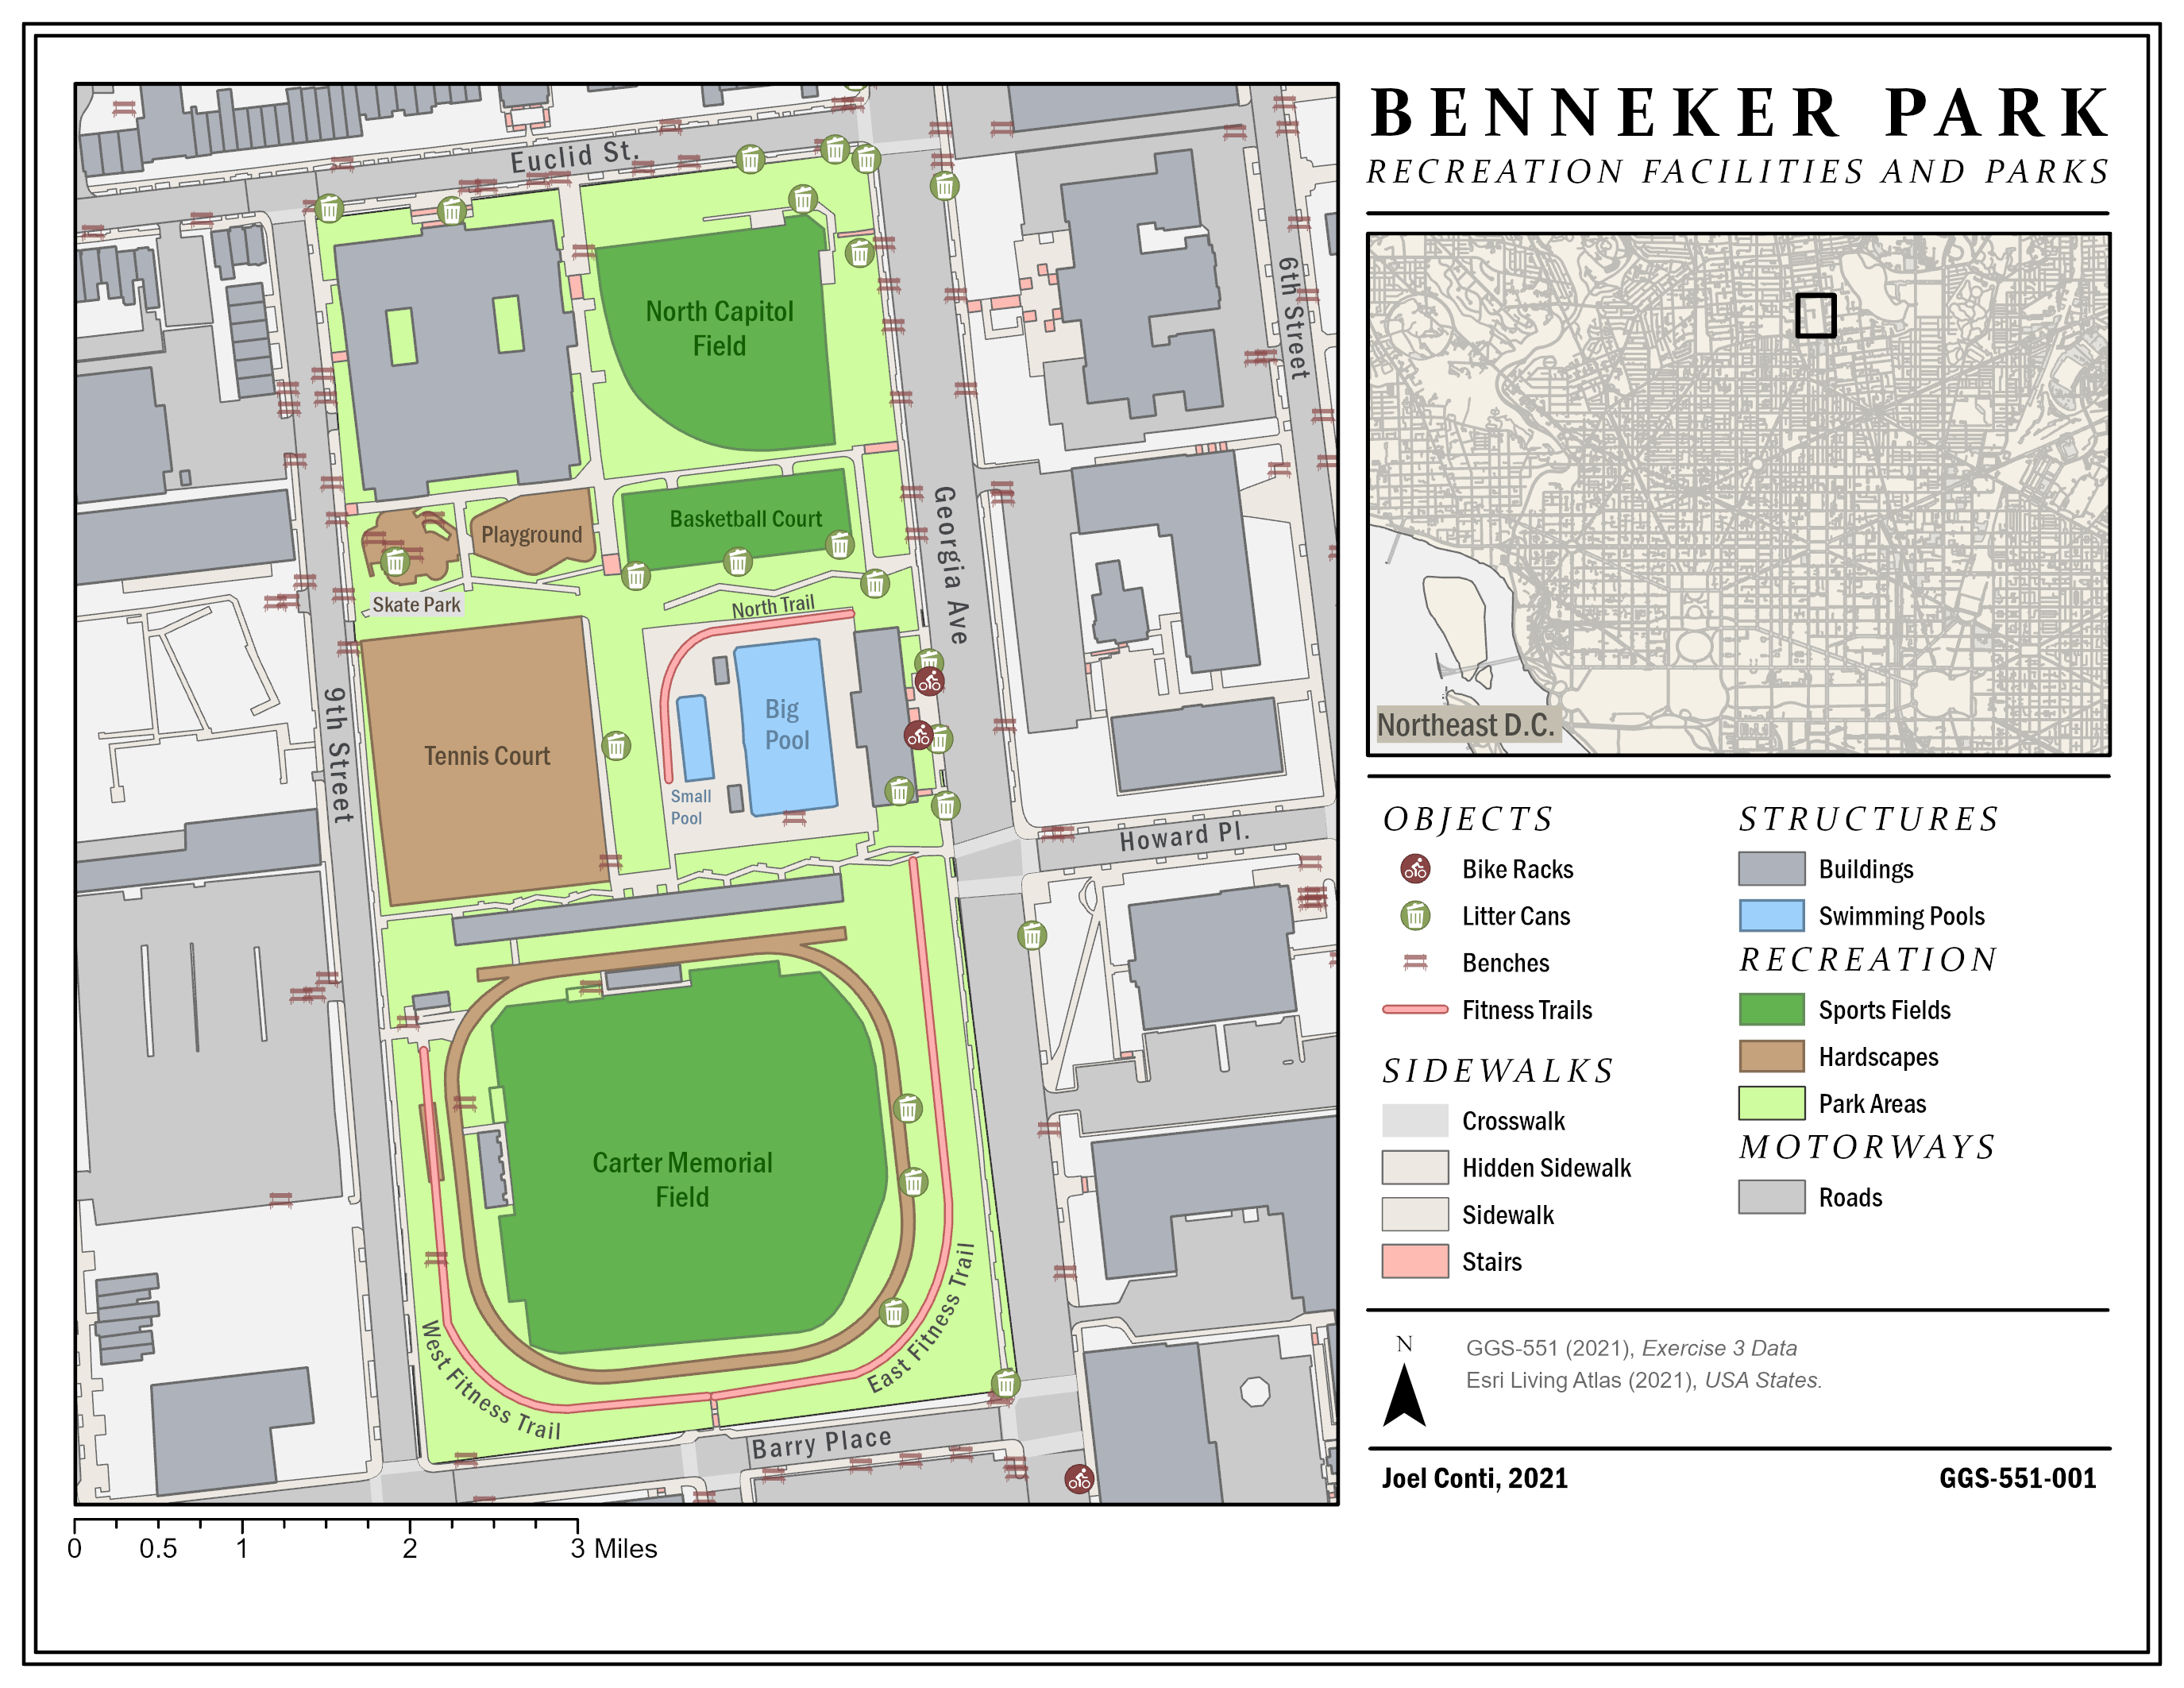 BENNEKER PARK
RECREATION FACILITIES AND PARKS
Euclid St.
6th Street
North Capitol
Field
Georgia Ave
Basketball Court
Playground
Skate Park
North Trail
9th Street
Tennis Court
Big
Pool
Small
Pool
Howard Pl.
Carter Memorial
Field
West Fitness Trail
East Fitness Trail
Barry Place
0 0.5 1 2 3 Miles
Northeast D.C.
OBJECTS
Bike Racks
Litter Cans
Benches
Fitness Trails
SIDEWALKS
Crosswalk
Hidden Sidewalk
Sidewalk
Stairs
STRUCTURES
Buildings
Swimming Pools
RECREATION
Sports Fields
Hardscapes
Park Areas
MOTORWAYS
Roads
N
GGS-551 (2021), Exercise 3 Data
Esri Living Atlas (2021), USA States.
Joel Conti, 2021
GGS-551-001